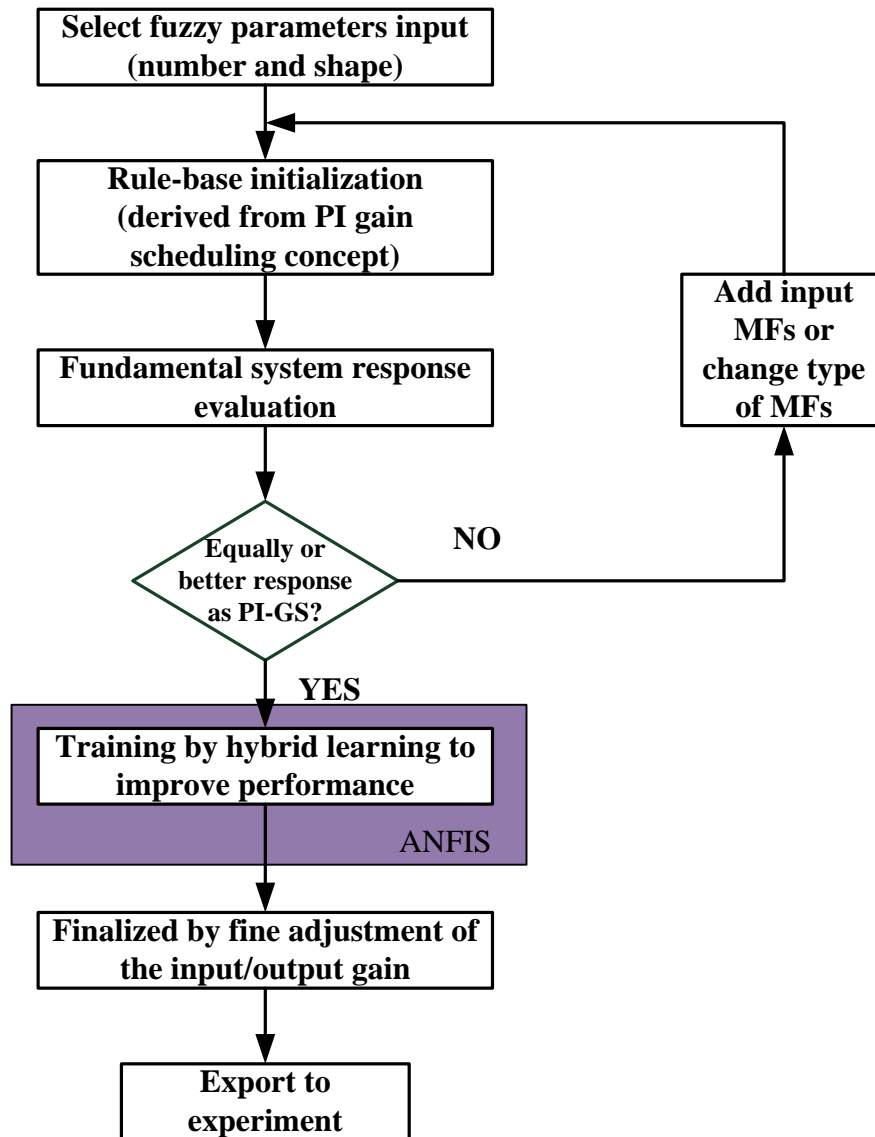 Select fuzzy parameters input
(number and shape)
Rule-base initialization
(derived from PI gain
scheduling concept)
Add input
MFs or
change type
of MFs
Fundamental system response
evaluation
Equally or
better response
as PI-GS?
NO
YES
Training by hybrid learning to
improve performance
ANFIS
Finalized by fine adjustment of
the input/output gain
Export to
experiment